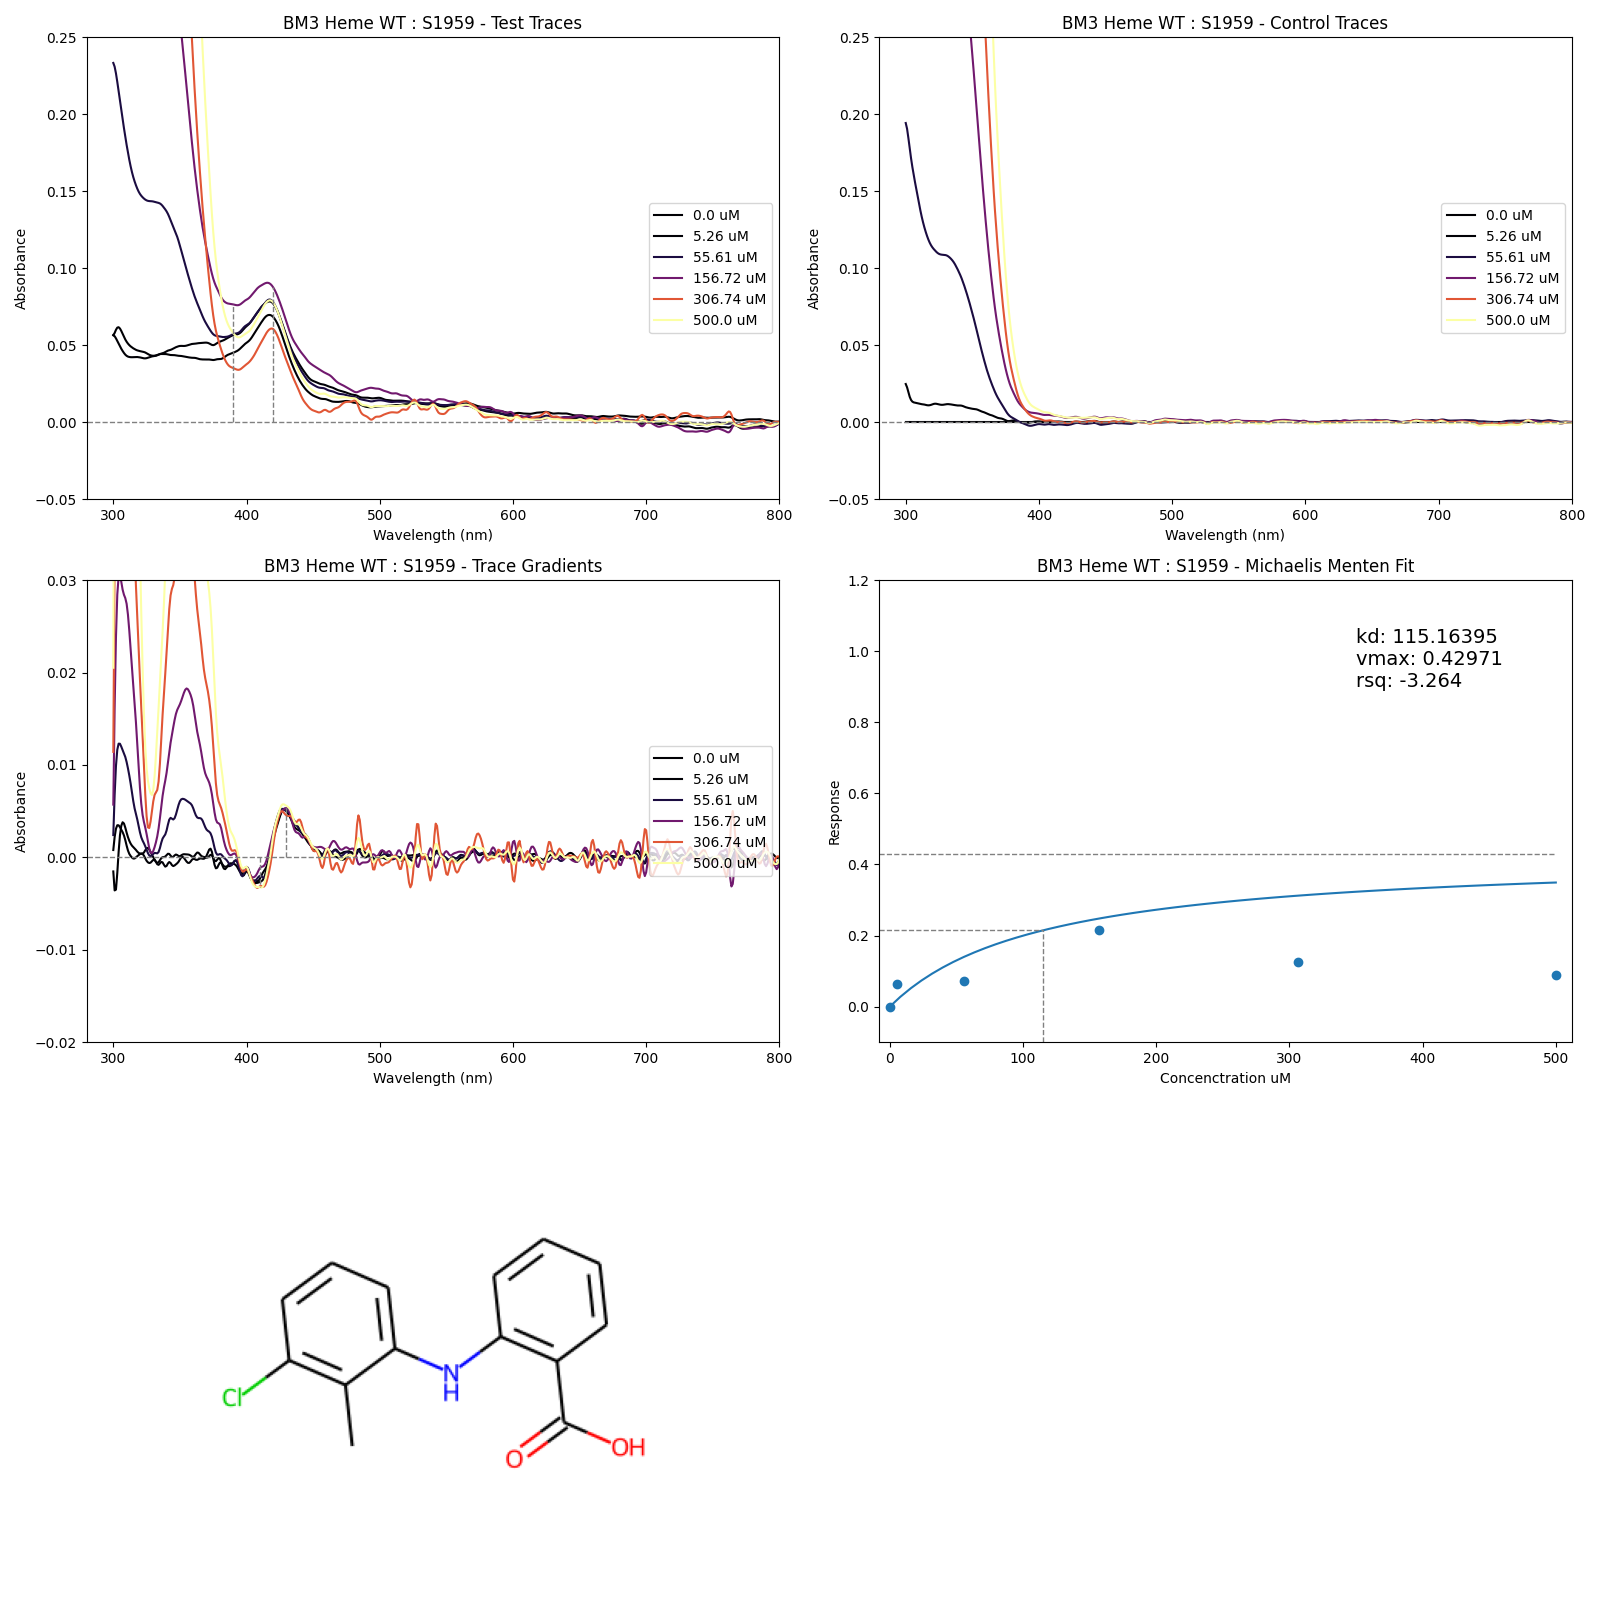 BM3 Heme WT : S1959 - Test Traces
Absorbance
0.25
0.20
0.15
0.10
0.05
0.00
−0.05
300 400 500 600 700 800
Wavelength (nm)
0.0 uM
5.26 uM
55.61 uM
156.72 uM
306.74 uM
500.0 uM
BM3 Heme WT : S1959 - Control Traces
Absorbance
0.25
0.20
0.15
0.10
0.05
0.00
−0.05
300 400 500 600 700 800
Wavelength (nm)
0.0 uM
5.26 uM
55.61 uM
156.72 uM
306.74 uM
500.0 uM
BM3 Heme WT : S1959 - Trace Gradients
Absorbance
0.03
0.02
0.01
0.00
−0.01
−0.02
300 400 500 600 700 800
Wavelength (nm)
0.0 uM
5.26 uM
55.61 uM
156.72 uM
306.74 uM
500.0 uM
BM3 Heme WT : S1959 - Michaelis Menten Fit
Response
1.2
1.0
0.8
0.6
0.4
0.2
0.0
0 100 200 300 400 500
Concenctration uM
kd: 115.16395
vmax: 0.42971
rsq: -3.264
Cl
N
H
O
OH